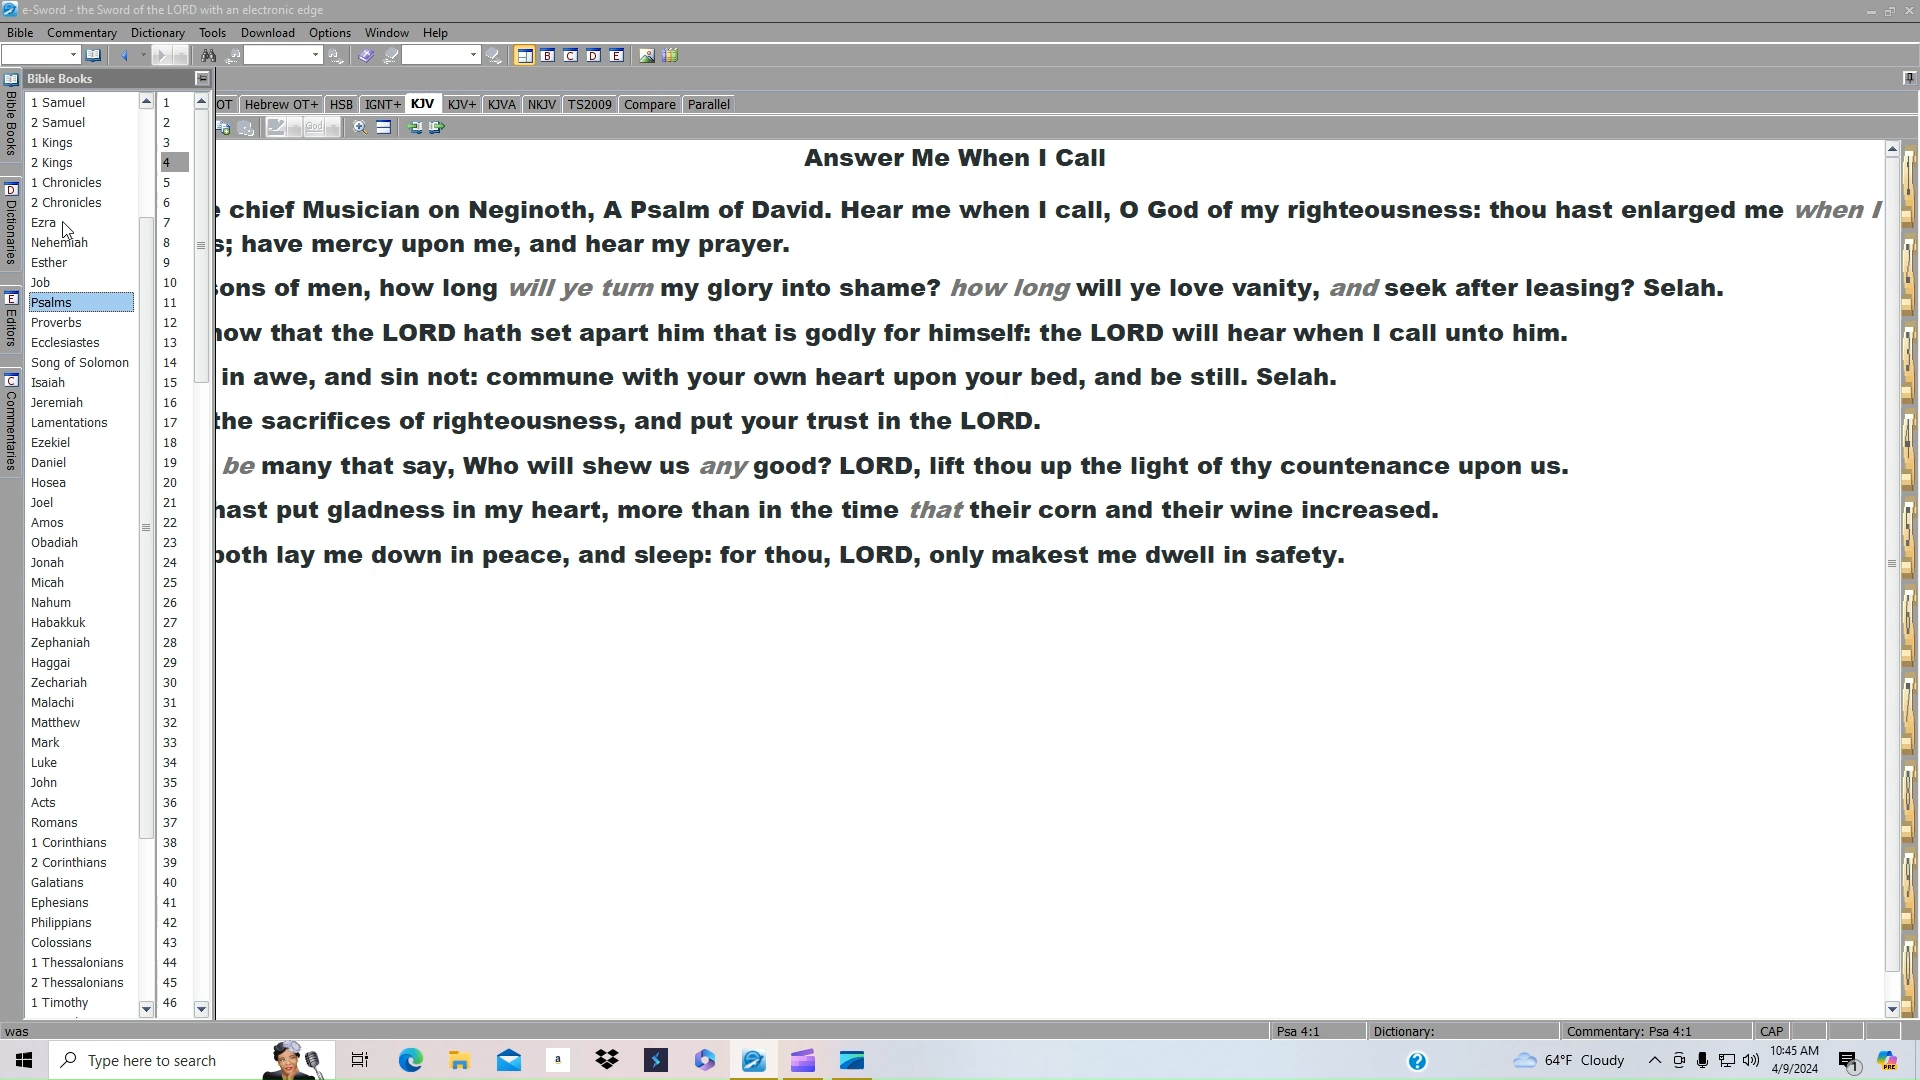 e-Sword - the Sword of the LORD with an electronic edge
Bible Commentary Dictionary Tools Download Options Window Help
B C D E
Bible Books
OT Hebrew OT+ HSB IGNT+ KJV KJV+ KJVA NKJV TS2009 Compare Parallel
God
Bible Books
D Dictionaries
E Editors
C Commentaries
1 Samuel
2 Samuel
1 Kings
2 Kings
1 Chronicles
2 Chronicles
Ezra
Nehemiah
Esther
Job
Psalms
Proverbs
Ecclesiastes
Song of Solomon
Isaiah
Jeremiah
Lamentations
Ezekiel
Daniel
Hosea
Joel
Amos
Obadiah
Jonah
Micah
Nahum
Habakkuk
Zephaniah
Haggai
Zechariah
Malachi
Matthew
Mark
Luke
John
Acts
Romans
1 Corinthians
2 Corinthians
Galatians
Ephesians
Philippians
Colossians
1 Thessalonians
2 Thessalonians
1 Timothy
1
2
3
4
5
6
7
8
9
10
11
12
13
14
15
16
17
18
19
20
21
22
23
24
25
26
27
28
29
30
31
32
33
34
35
36
37
38
39
40
41
42
43
44
45
46
Answer Me When I Call
chief Musician on Neginoth, A Psalm of David. Hear me when I call, O God of my righteousness: thou hast enlarged me when I
s; have mercy upon me, and hear my prayer.
sons of men, how long will ye turn my glory into shame? how long will ye love vanity, and seek after leasing? Selah.
now that the LORD hath set apart him that is godly for himself: the LORD will hear when I call unto him.
in awe, and sin not: commune with your own heart upon your bed, and be still. Selah.
the sacrifices of righteousness, and put your trust in the LORD.
be many that say, Who will shew us any good? LORD, lift thou up the light of thy countenance upon us.
hast put gladness in my heart, more than in the time that their corn and their wine increased.
both lay me down in peace, and sleep: for thou, LORD, only makest me dwell in safety.
was Psa 4:1 Dictionary: Commentary: Psa 4:1 CAP
Type here to search a 64°F Cloudy 10:45 AM
4/9/2024 1 PRE